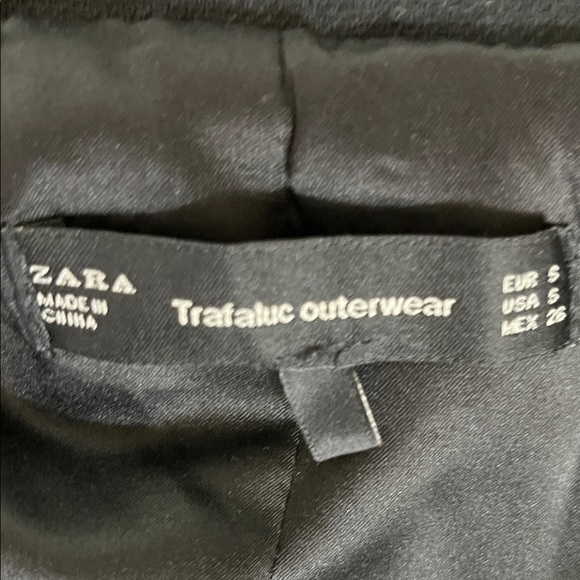 ZARA
MADE IN
CHINA
Trafaluc outerwear
EUR S
USA S
MEX 26